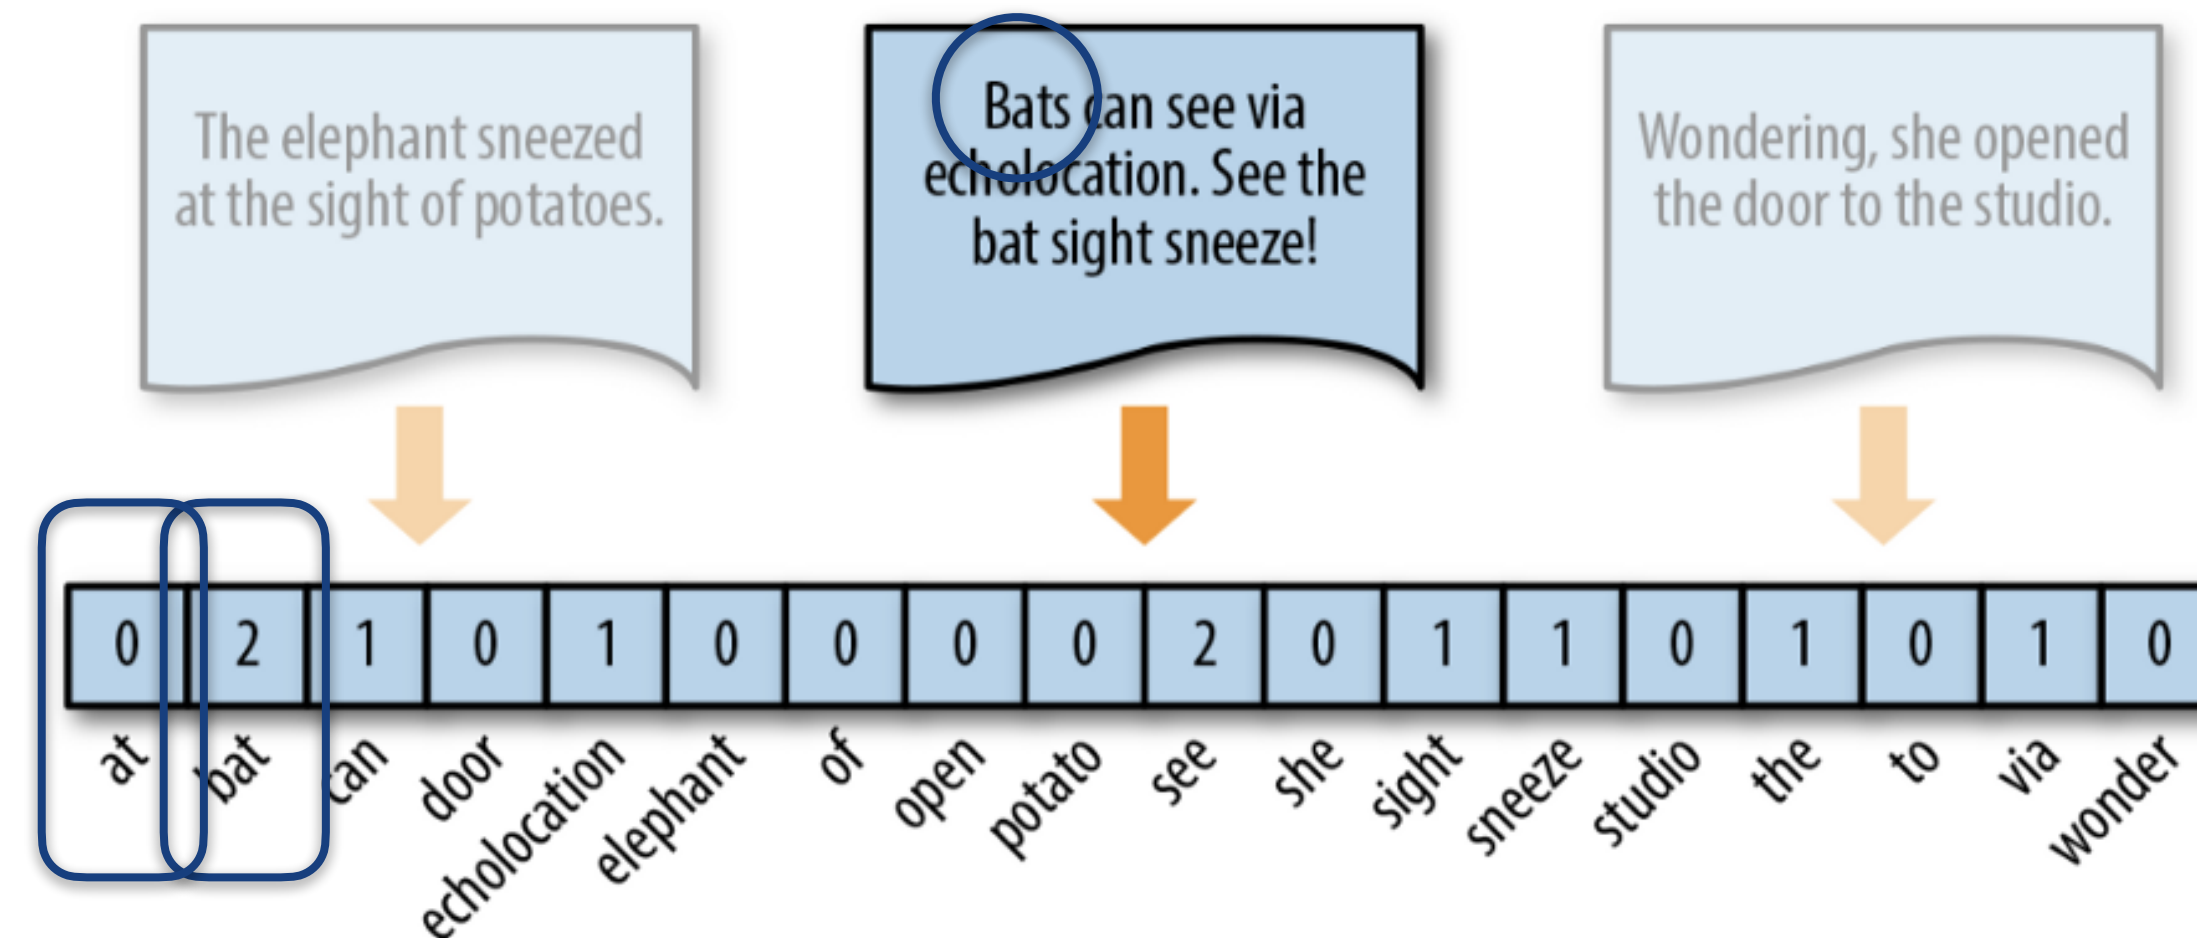 The elephant sneezed
at the sight of potatoes.
Bats can see via
echolocation. See the
bat sight sneeze!
Wondering, she opened
the door to the studio.
0 2 1 0 1 0 0 0 0 2 0 1 1 0 1 0 1 0
at bat can door echolocation elephant of open potato see she sight sneeze studio the to via wonder